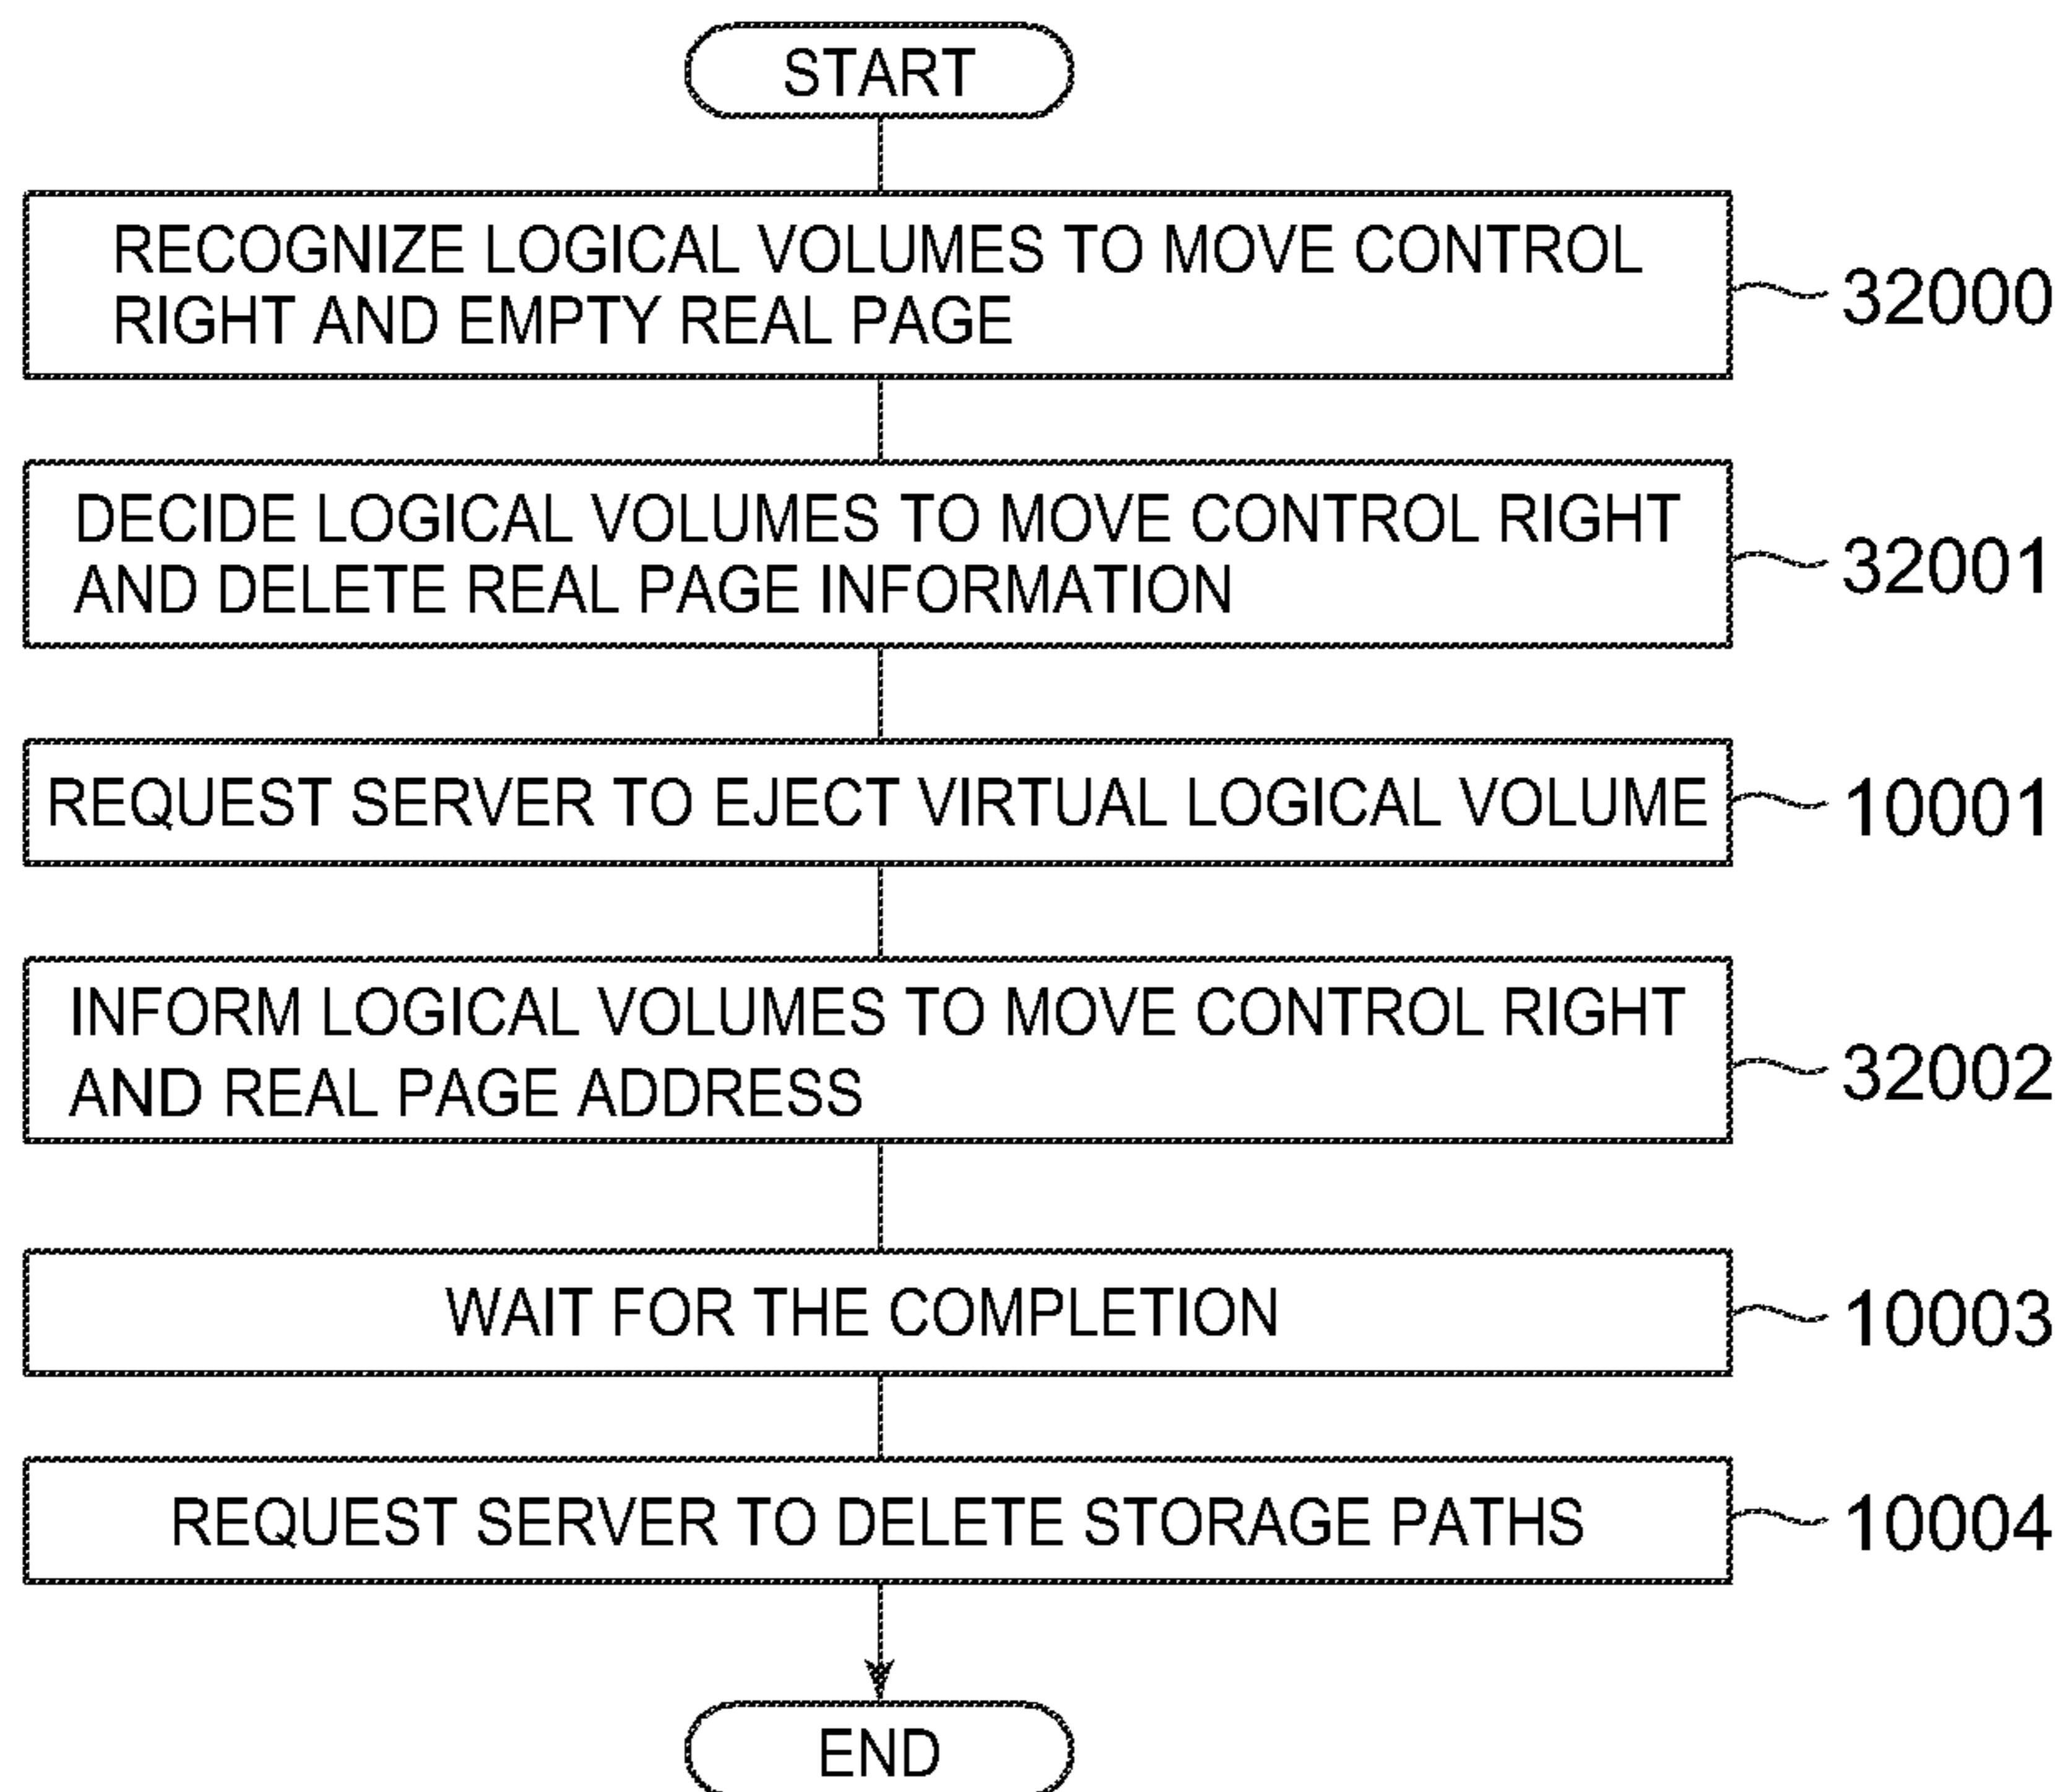 START
RECOGNIZE LOGICAL VOLUMES TO MOVE CONTROL
RIGHT AND EMPTY REAL PAGE
32000
DECIDE LOGICAL VOLUMES TO MOVE CONTROL RIGHT
AND DELETE REAL PAGE INFORMATION
32001
REQUEST SERVER TO EJECT VIRTUAL LOGICAL VOLUME
10001
INFORM LOGICAL VOLUMES TO MOVE CONTROL RIGHT
AND REAL PAGE ADDRESS
32002
WAIT FOR THE COMPLETION
10003
REQUEST SERVER TO DELETE STORAGE PATHS
10004
END